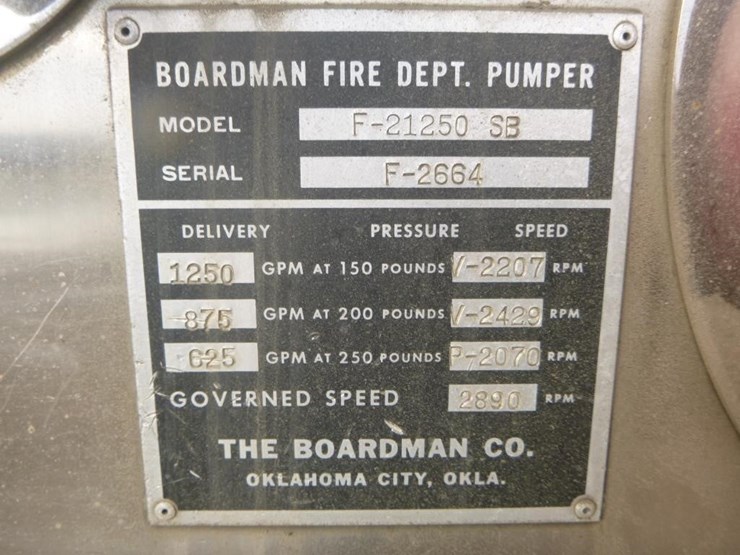 BOARDMAN FIRE DEPT. PUMPER
MODEL F-21250 SB
SERIAL F-2664
DELIVERY PRESSURE SPEED
1250 GPM AT 150 POUNDS V-2207 RPM
875 GPM AT 200 POUNDS V-2429 RPM
625 GPM AT 250 POUNDS P-2070 RPM
GOVERNED SPEED 2890 RPM
THE BOARDMAN CO.
OKLAHOMA CITY, OKLA.